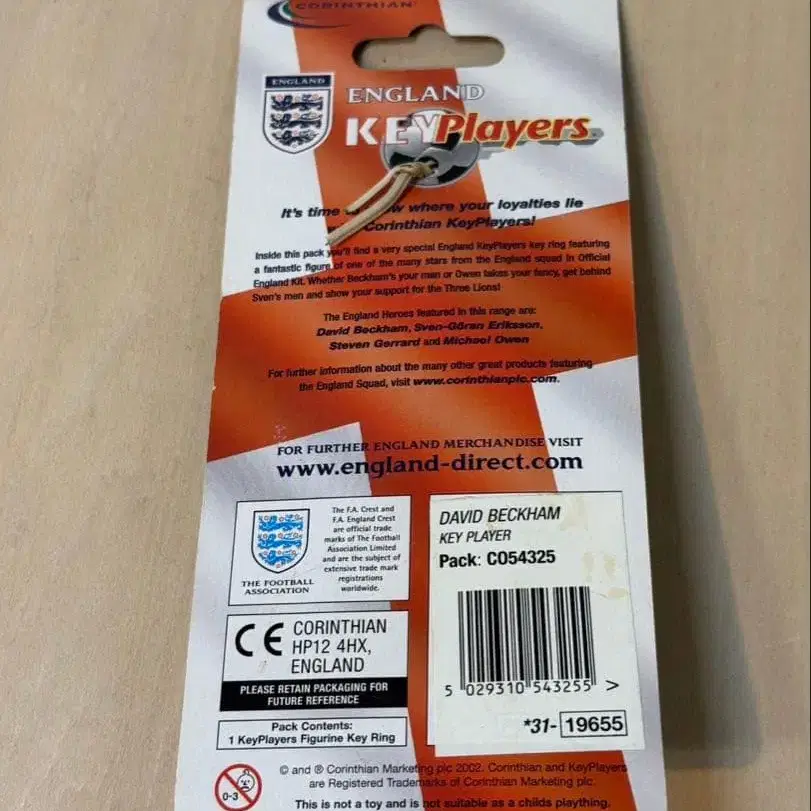 CORINTHIAN
ENGLAND
ENGLAND
KEYPlayers
It's time where your loyalties lie
Corinthian KeyPlayers!
Inside this pack you'll find a very special England KeyPlayers key ring featuring
a fantastic figure of one of the many stars from the England squad in Official
England Kit. Whether Beckham's your man or Owen takes your fancy, get behind
Sven's men and show your support for the Three Lions!
The England Heroes featured in this range are:
David Beckham, Sven-Göran Eriksson,
Steven Gerrard and Michael Owen
For further information about the many other great products featuring
the England Squad, visit www.corinthianplc.com.
FOR FURTHER ENGLAND MERCHANDISE VISIT
www.england-direct.com
The F.A. Crest and
F.A. England Crest
are official trade
marks of The Football
Association Limited
and are the subject of
extensive trade mark
registrations
worldwide.
THE FOOTBALL
ASSOCIATION
CE CORINTHIAN
HP12 4HX,
ENGLAND
PLEASE RETAIN PACKAGING FOR
FUTURE REFERENCE
Pack Contents:
1 KeyPlayers Figurine Key Ring
DAVID BECKHAM
KEY PLAYER
Pack: CO54325
5 029310 543255 >
*31- 19655
0-3
© and ® Corinthian Marketing plc 2002. Corinthian and KeyPlayers
are Registered Trademarks of Corinthian Marketing plc.
This is not a toy and is not suitable as a childs plaything.